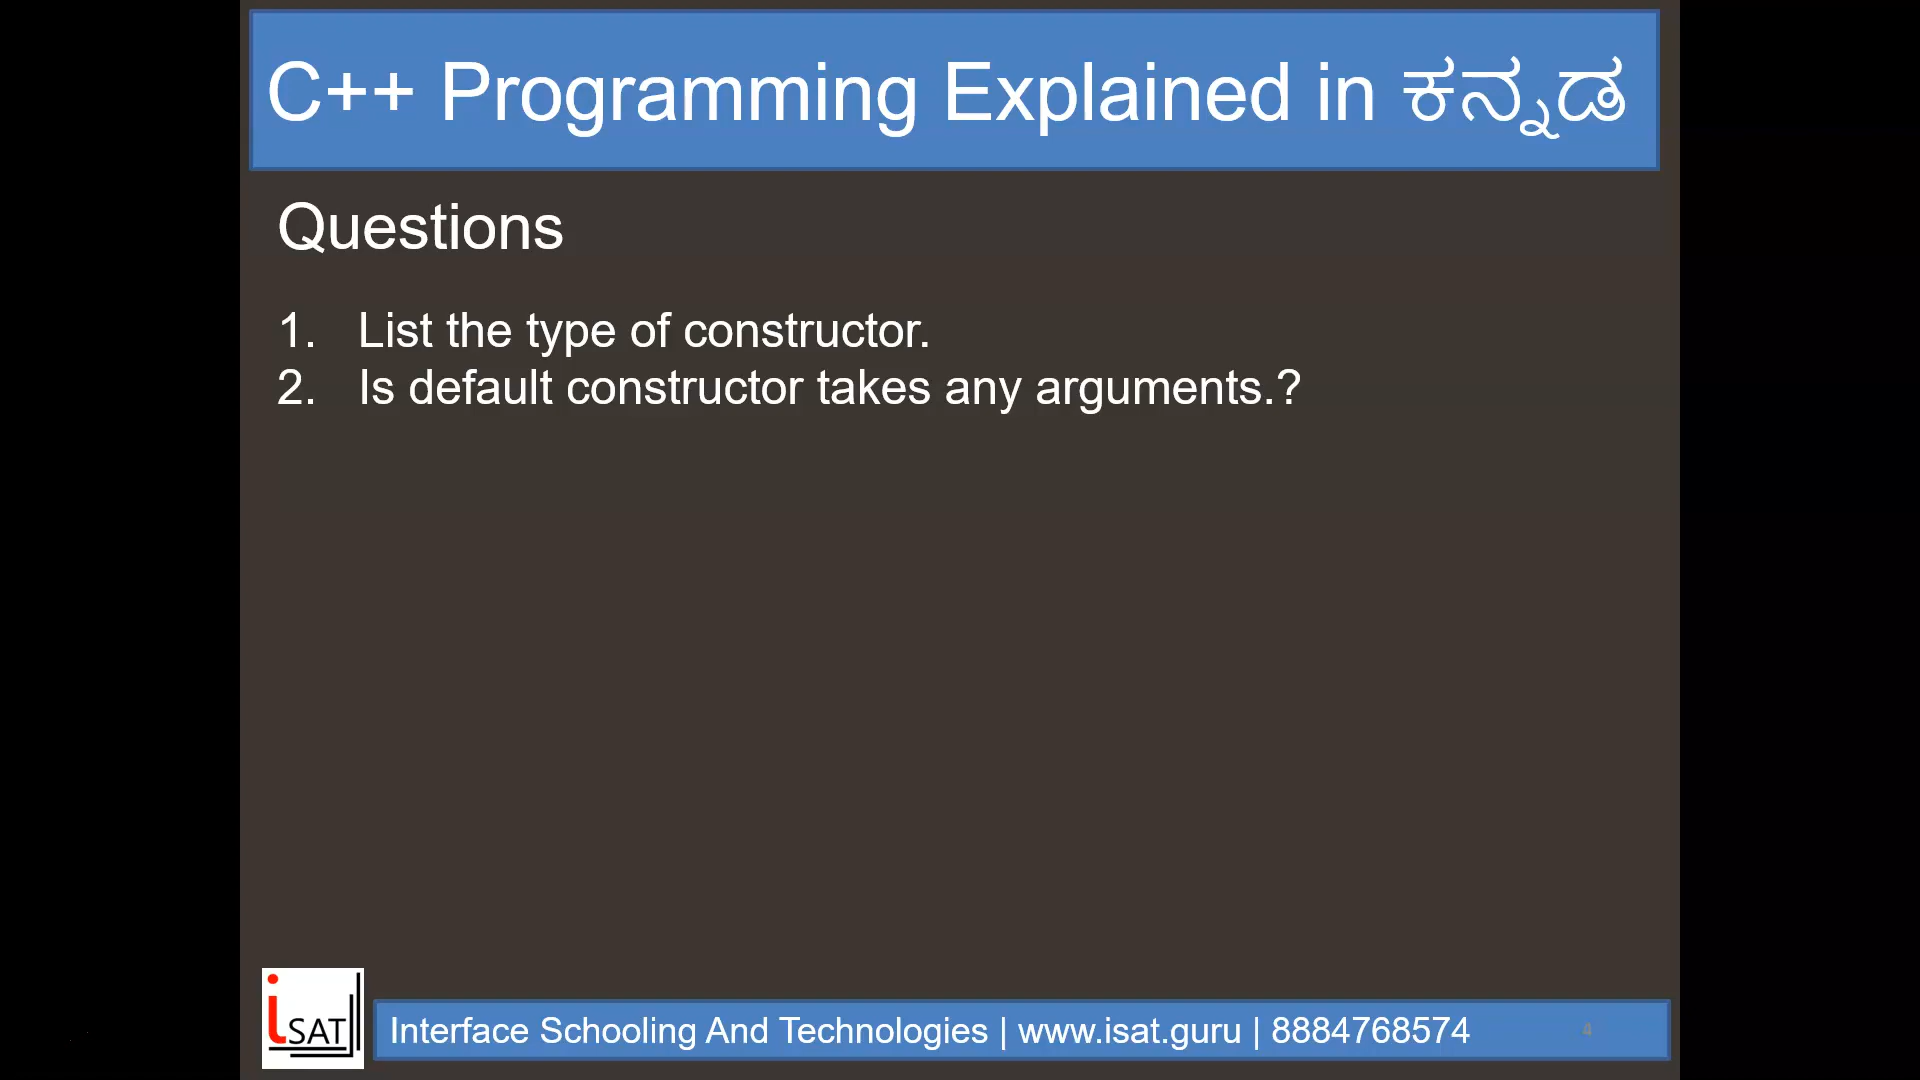 C++ Programming Explained in ಕನ್ನಡ
Questions
1. List the type of constructor.
2. Is default constructor takes any arguments.?
iSAT
Interface Schooling And Technologies | www.isat.guru | 8884768574
4